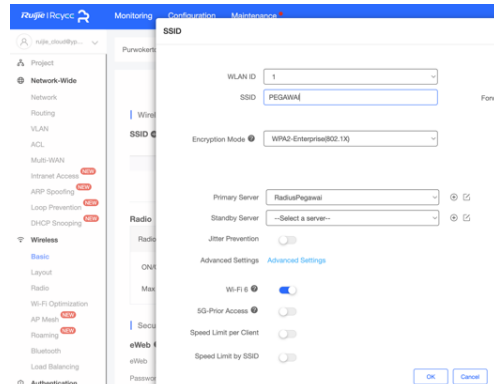 Ruijie | Rcycc
Monitoring Configuration Maintenance
ruijie_cloud@yp...
Purwokert
Project
Network-Wide
Network
Routing
VLAN
ACL
Multi-WAN
Intranet Access NEW
ARP Spoofing NEW
Loop Prevention NEW
DHCP Snooping NEW
Wireless
Basic
Layout
Radio
Wi-Fi Optimization
AP Mesh NEW
Roaming NEW
Bluetooth
Load Balancing
Authentication
Wirel
SSID
Radio
Radio
ON/
Max
Secu
eWeb
eWeb
Passwor
SSID
WLAN ID 1
SSID PEGAWAI
Encryption Mode WPA2-Enterprise(802.1X)
Primary Server RadiusPegawai
Standby Server --Select a server--
Jitter Prevention
Advanced Settings Advanced Settings
Wi-Fi 6
5G-Prior Access
Speed Limit per Client
Speed Limit by SSID
OK Cancel